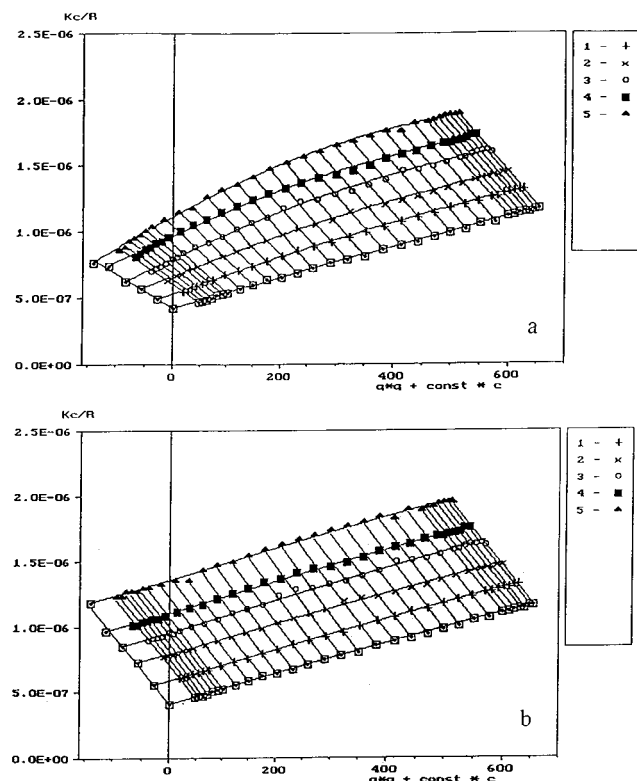 Kc/R
2.5E-06
2.0E-06
1.5E-06
1.0E-06
5.0E-07
0.0E+00
0
200
400
600
q*q + const * c
a
1 -
2 -
3 -
4 -
5 -
Kc/R
2.5E-06
2.0E-06
1.5E-06
1.0E-06
5.0E-07
0.0E+00
0
200
400
600
q*q + const * c
b
1 -
2 -
3 -
4 -
5 -